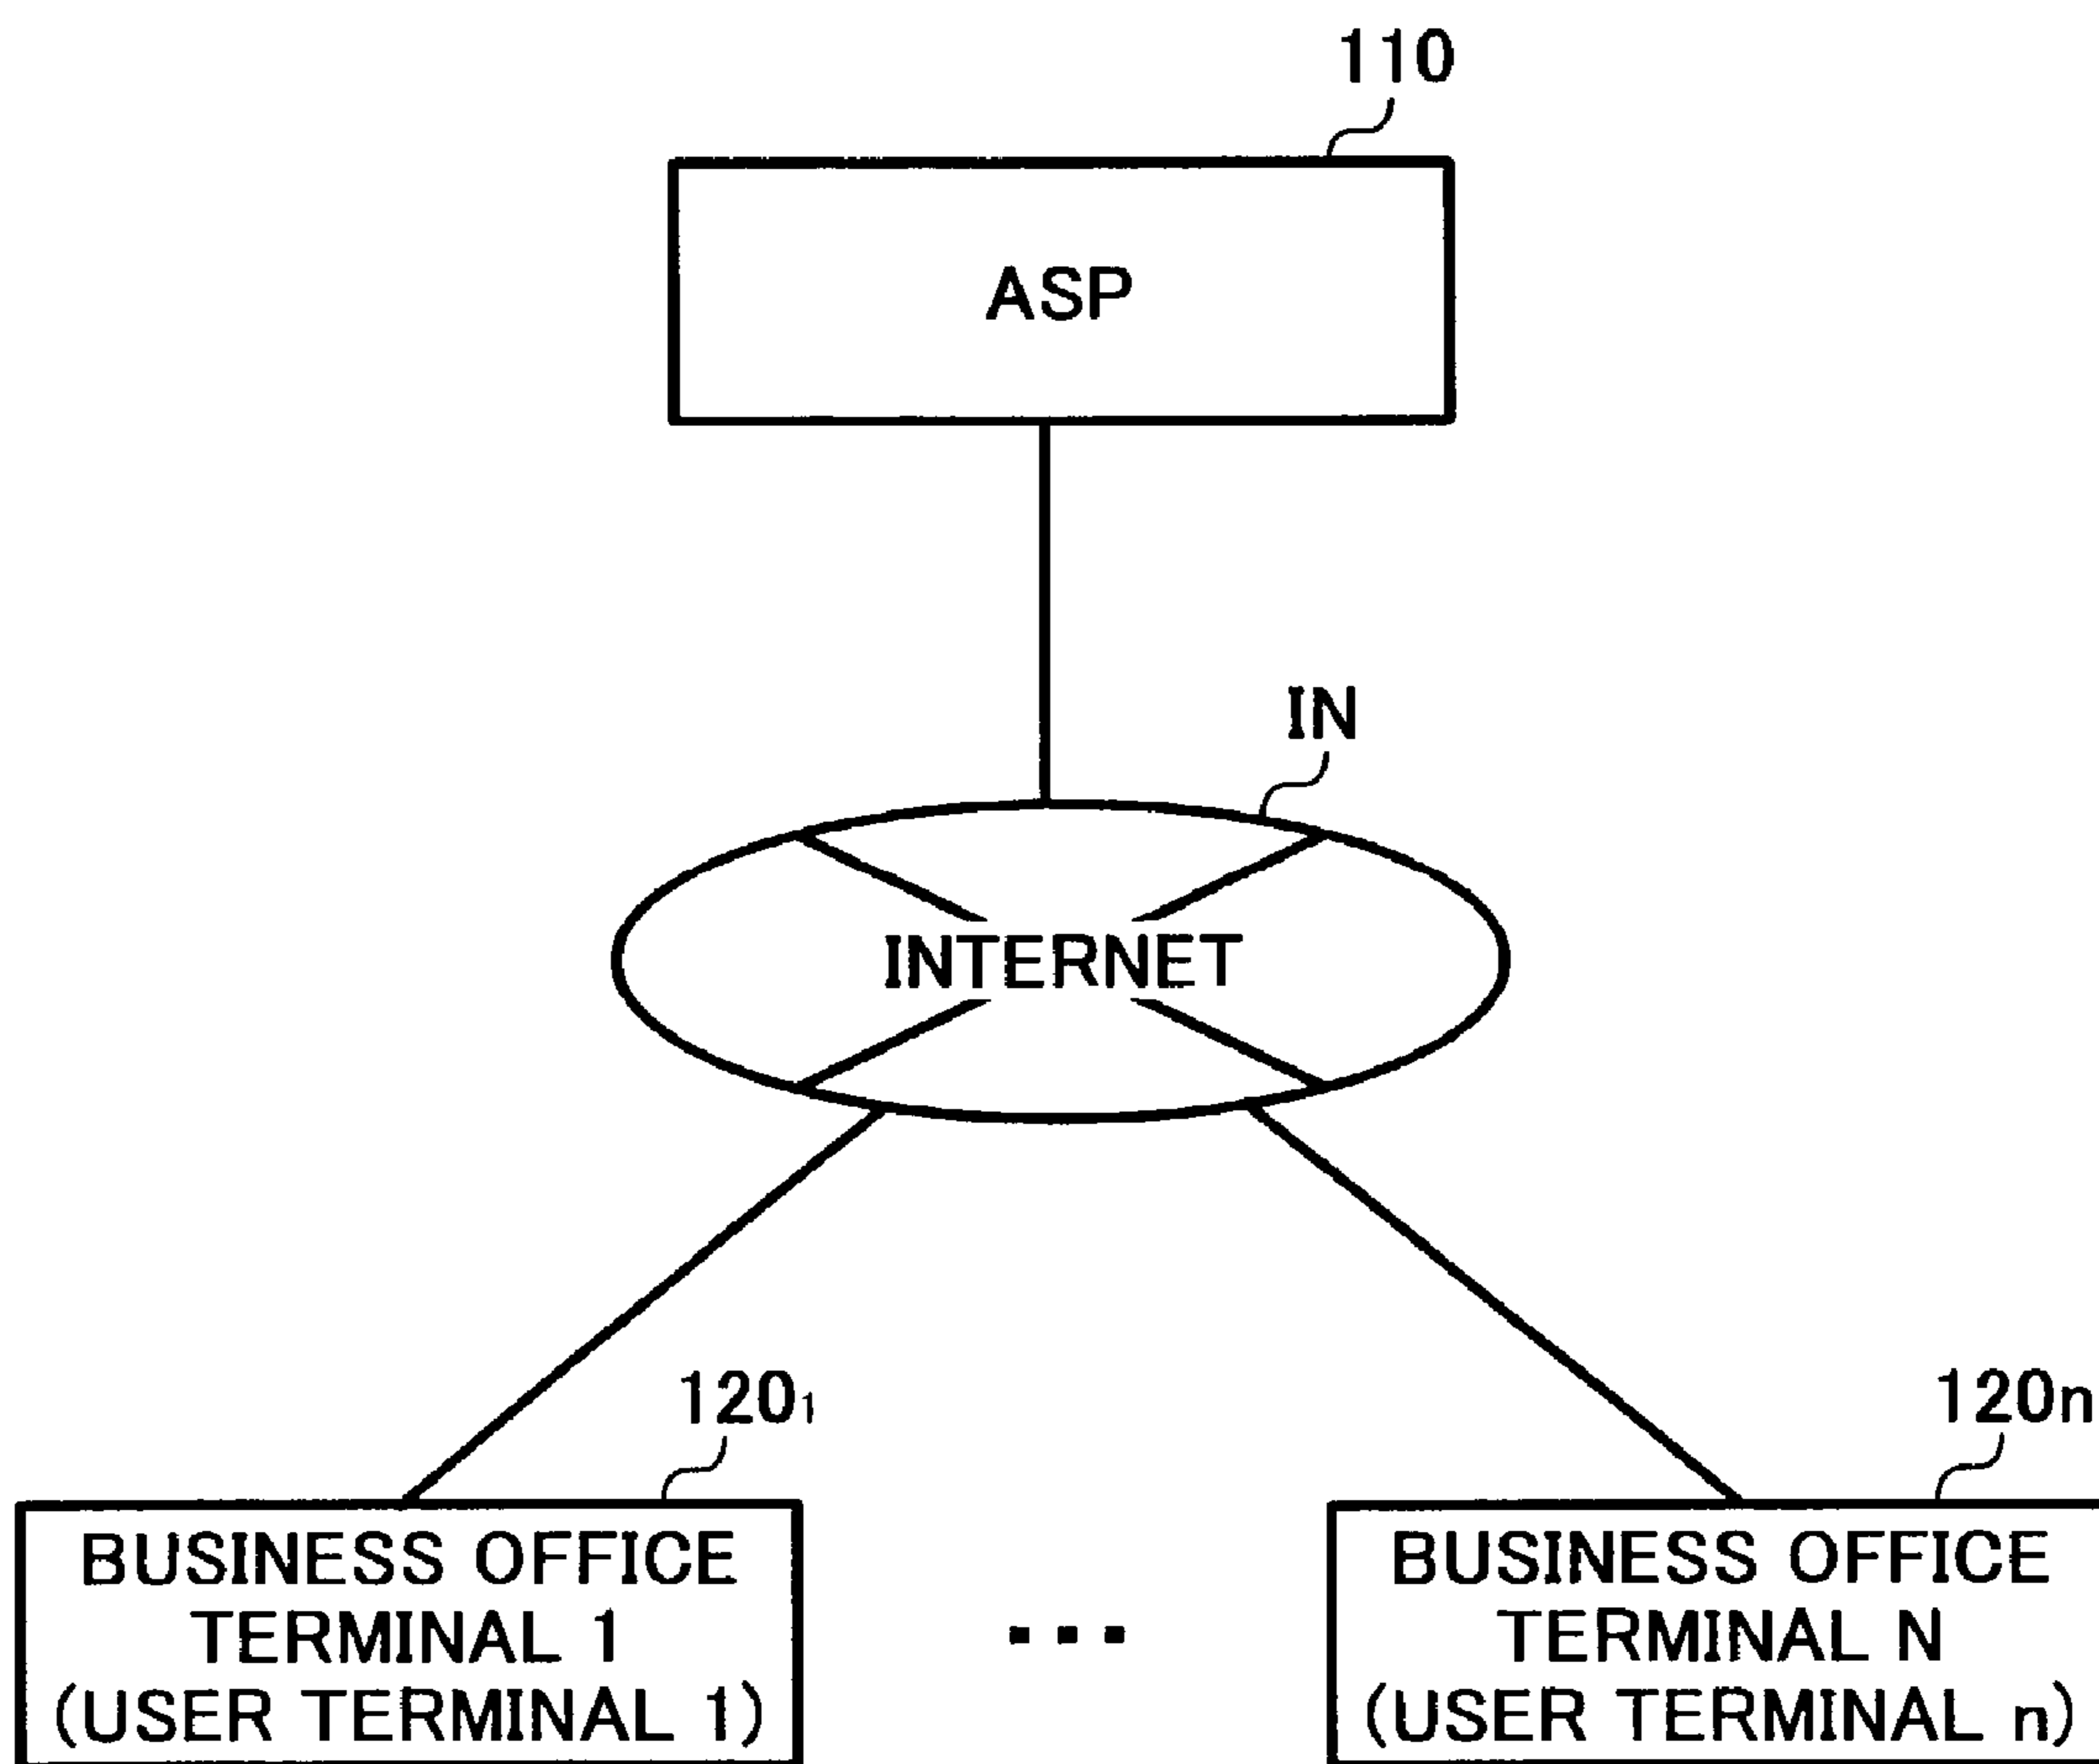 110
ASP
IN
INTERNET
120₁
120n
BUSINESS OFFICE
TERMINAL 1
(USER TERMINAL 1)
...
BUSINESS OFFICE
TERMINAL N
(USER TERMINAL n)